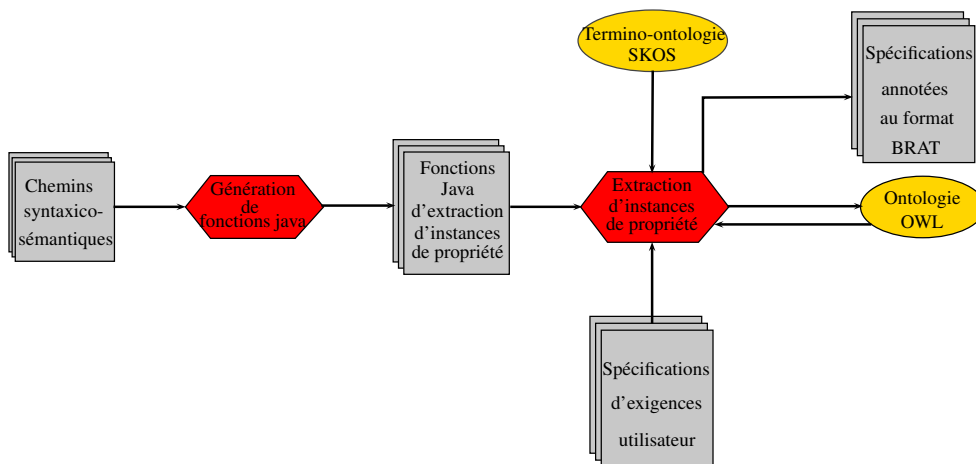 Termino-ontologie
SKOS
Spécifications
annotées
au format
BRAT
Chemins
syntaxico-
sémantiques
Génération
de
fonctions java
Fonctions
Java
d'extraction
d'instances
de propriété
Extraction
d'instances
de propriété
Ontologie
OWL
Spécifications
d'exigences
utilisateur